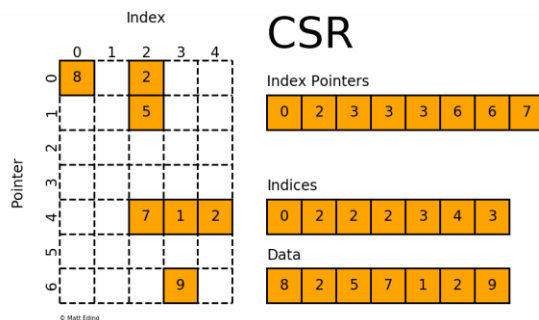 Index
CSR
0 1 2 3 4
0 8 2
Index Pointers
1 5
0 2 3 3 3 6 6 7
2
3
Pointer
Indices
4 7 1 2
0 2 2 2 3 4 3
5
Data
6 9
8 2 5 7 1 2 9
© Matt Eding